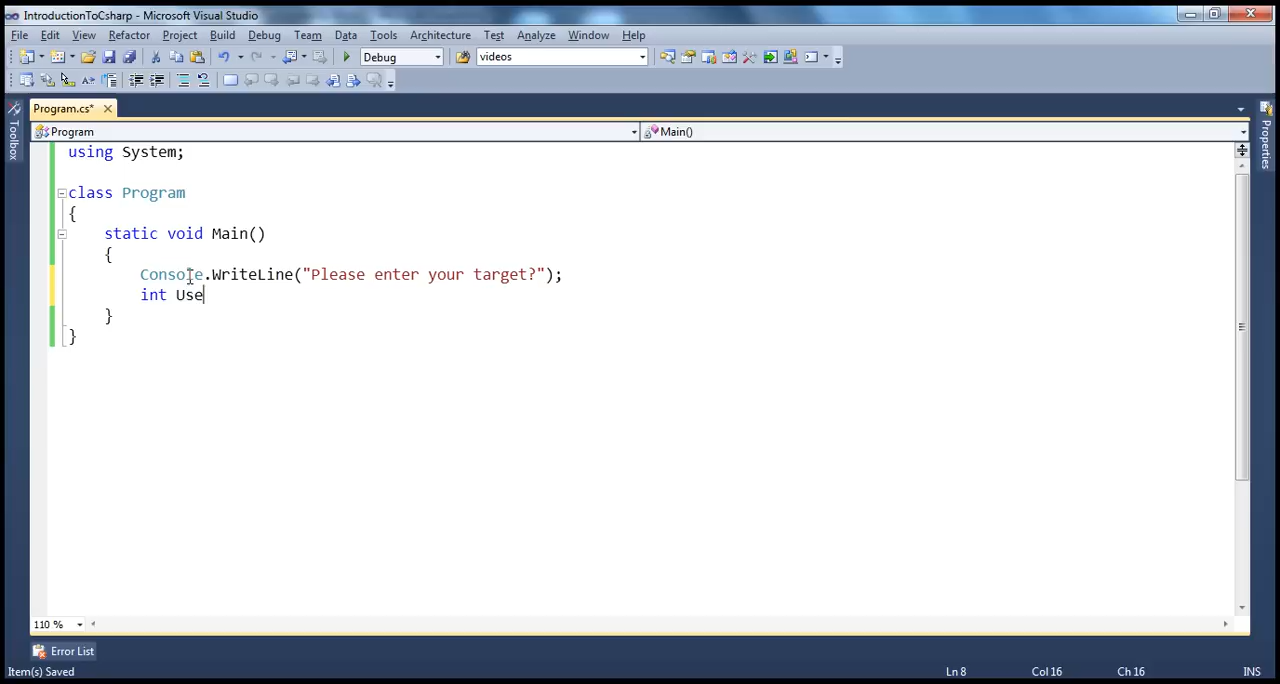 IntroductionToCsharp - Microsoft Visual Studio
File Edit View Refactor Project Build Debug Team Data Tools Test Architecture Analyze Window Help
Debug videos
Program.cs* 
Program Main()
Toolbox
Properties
using System;
class Program
{
static void Main()
{
Console.WriteLine("Please enter your target?");
int Use
}
}
110 %
Error List
Item(s) Saved Ln 8 Col 16 Ch 16 INS